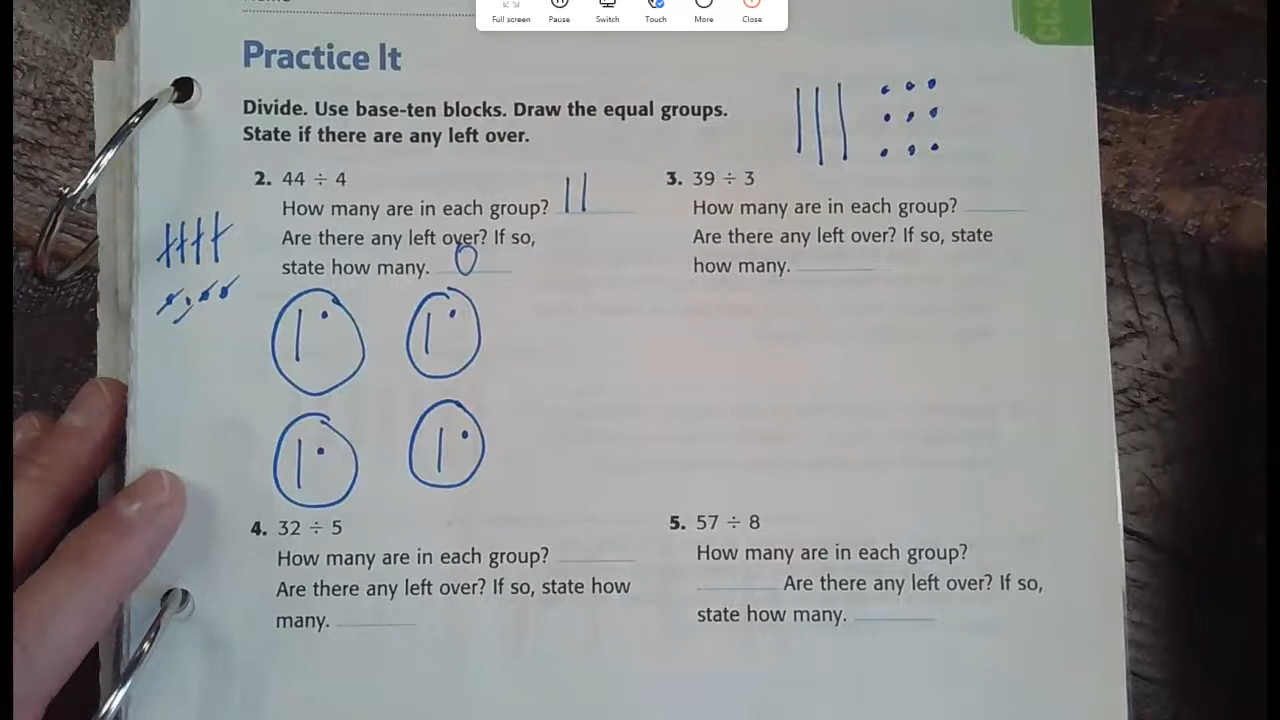 Full screen Pause Switch Touch More Close
Practice It
Divide. Use base-ten blocks. Draw the equal groups.
State if there are any left over.
2. 44 ÷ 4
How many are in each group? 11
Are there any left over? If so,
state how many. 0
3. 39 ÷ 3
How many are in each group?
Are there any left over? If so, state
how many.
4. 32 ÷ 5
How many are in each group?
Are there any left over? If so, state how
many.
5. 57 ÷ 8
How many are in each group?
Are there any left over? If so,
state how many.